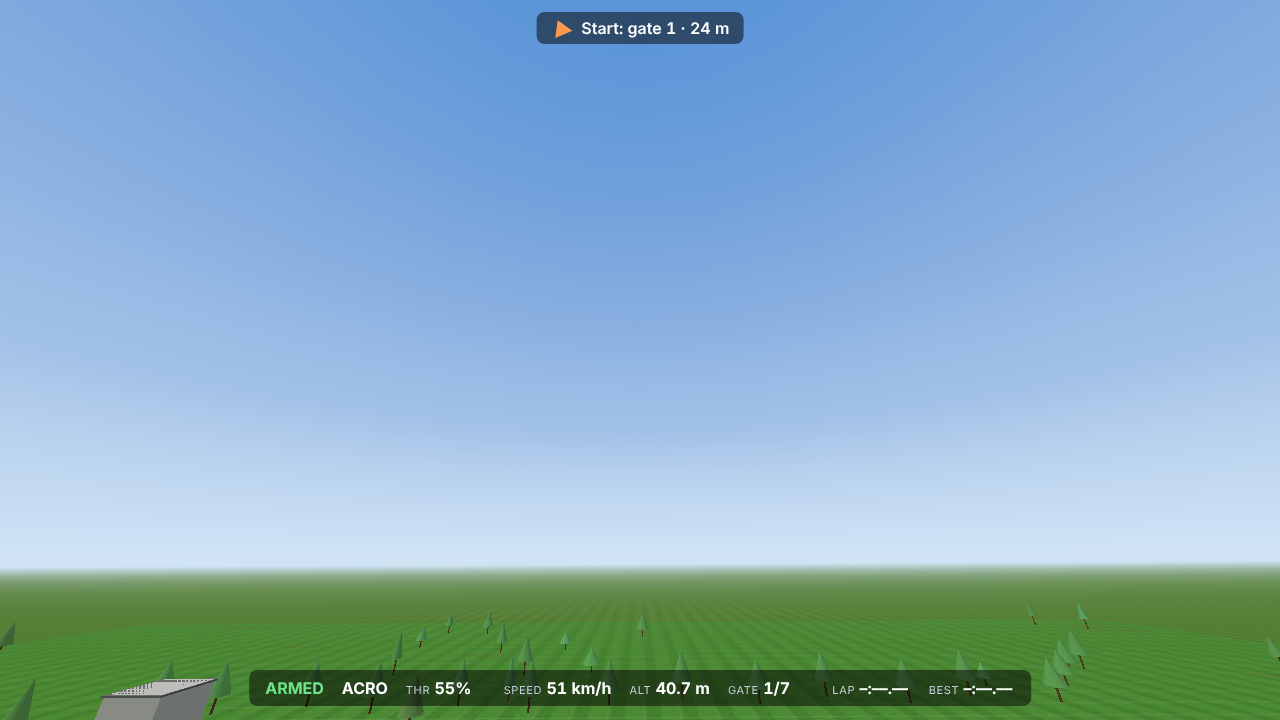 Start: gate 1 · 24 m
ARMED ACRO THR 55% SPEED 51 km/h ALT 40.7 m GATE 1/7 LAP –:––.–– BEST –:––.––